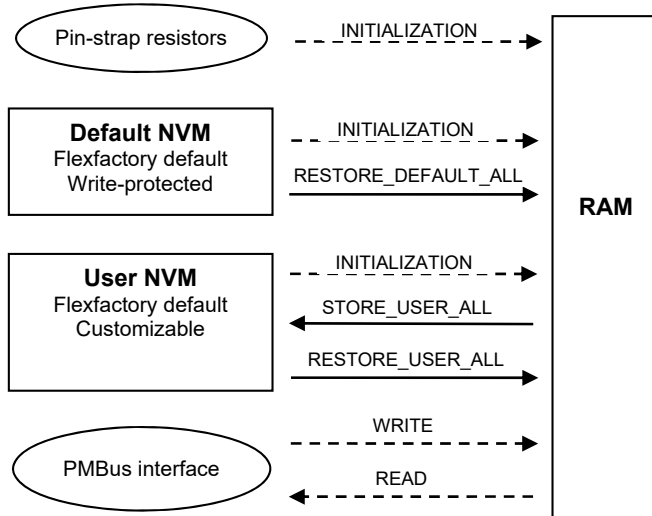 Pin-strap resistors
INITIALIZATION
Default NVM
Flexfactory default
Write-protected
INITIALIZATION
RESTORE_DEFAULT_ALL
RAM
User NVM
Flexfactory default
Customizable
INITIALIZATION
STORE_USER_ALL
RESTORE_USER_ALL
PMBus interface
WRITE
READ